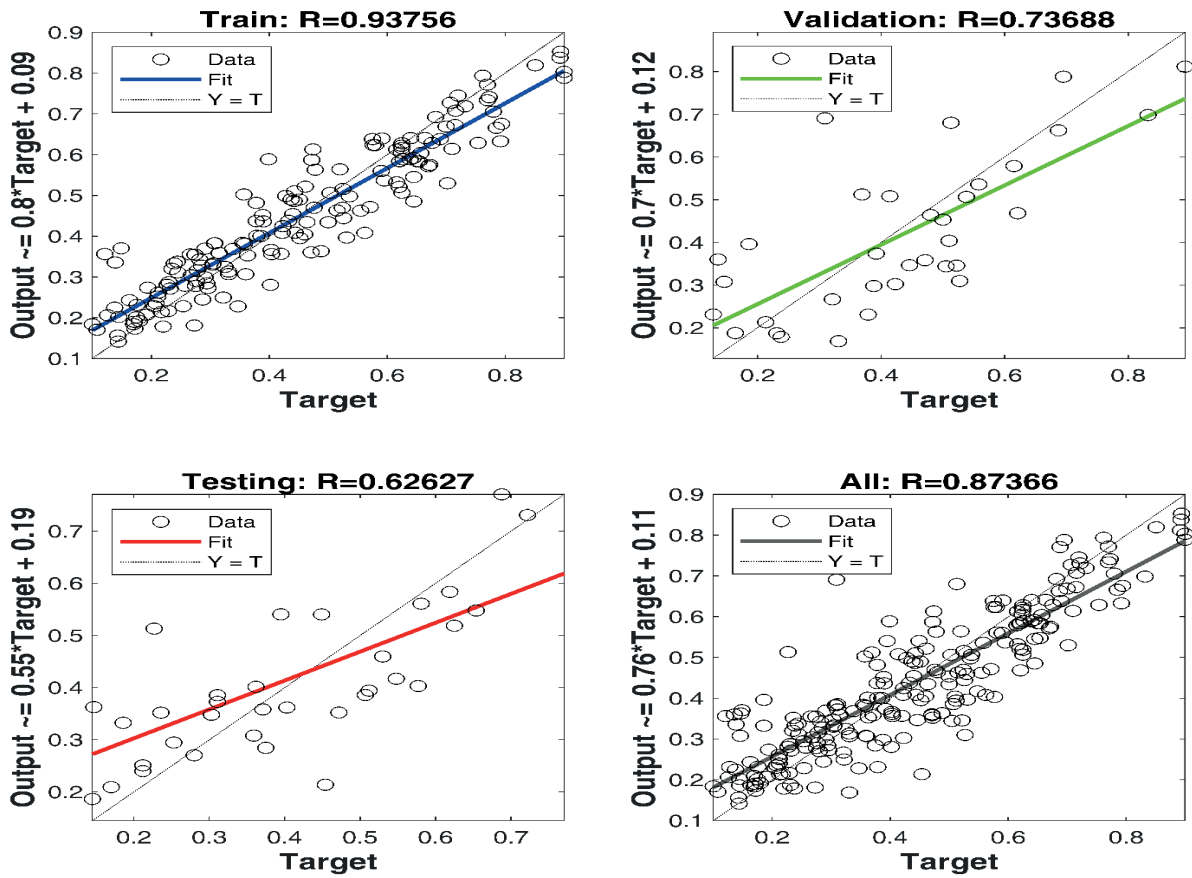 Train: R=0.93756
Output ~= 0.8*Target + 0.09
0.9
0.8
0.7
0.6
0.5
0.4
0.3
0.2
0.1
Data
Fit
Y = T
0.2
0.4
0.6
0.8
Target
Validation: R=0.73688
Output ~= 0.7*Target + 0.12
0.8
0.7
0.6
0.5
0.4
0.3
0.2
Data
Fit
Y = T
0.2
0.4
0.6
0.8
Target
Testing: R=0.62627
Output ~= 0.55*Target + 0.19
0.7
0.6
0.5
0.4
0.3
0.2
Data
Fit
Y = T
0.2
0.3
0.4
0.5
0.6
0.7
Target
All: R=0.87366
Output ~= 0.76*Target + 0.11
0.9
0.8
0.7
0.6
0.5
0.4
0.3
0.2
0.1
Data
Fit
Y = T
0.2
0.4
0.6
0.8
Target